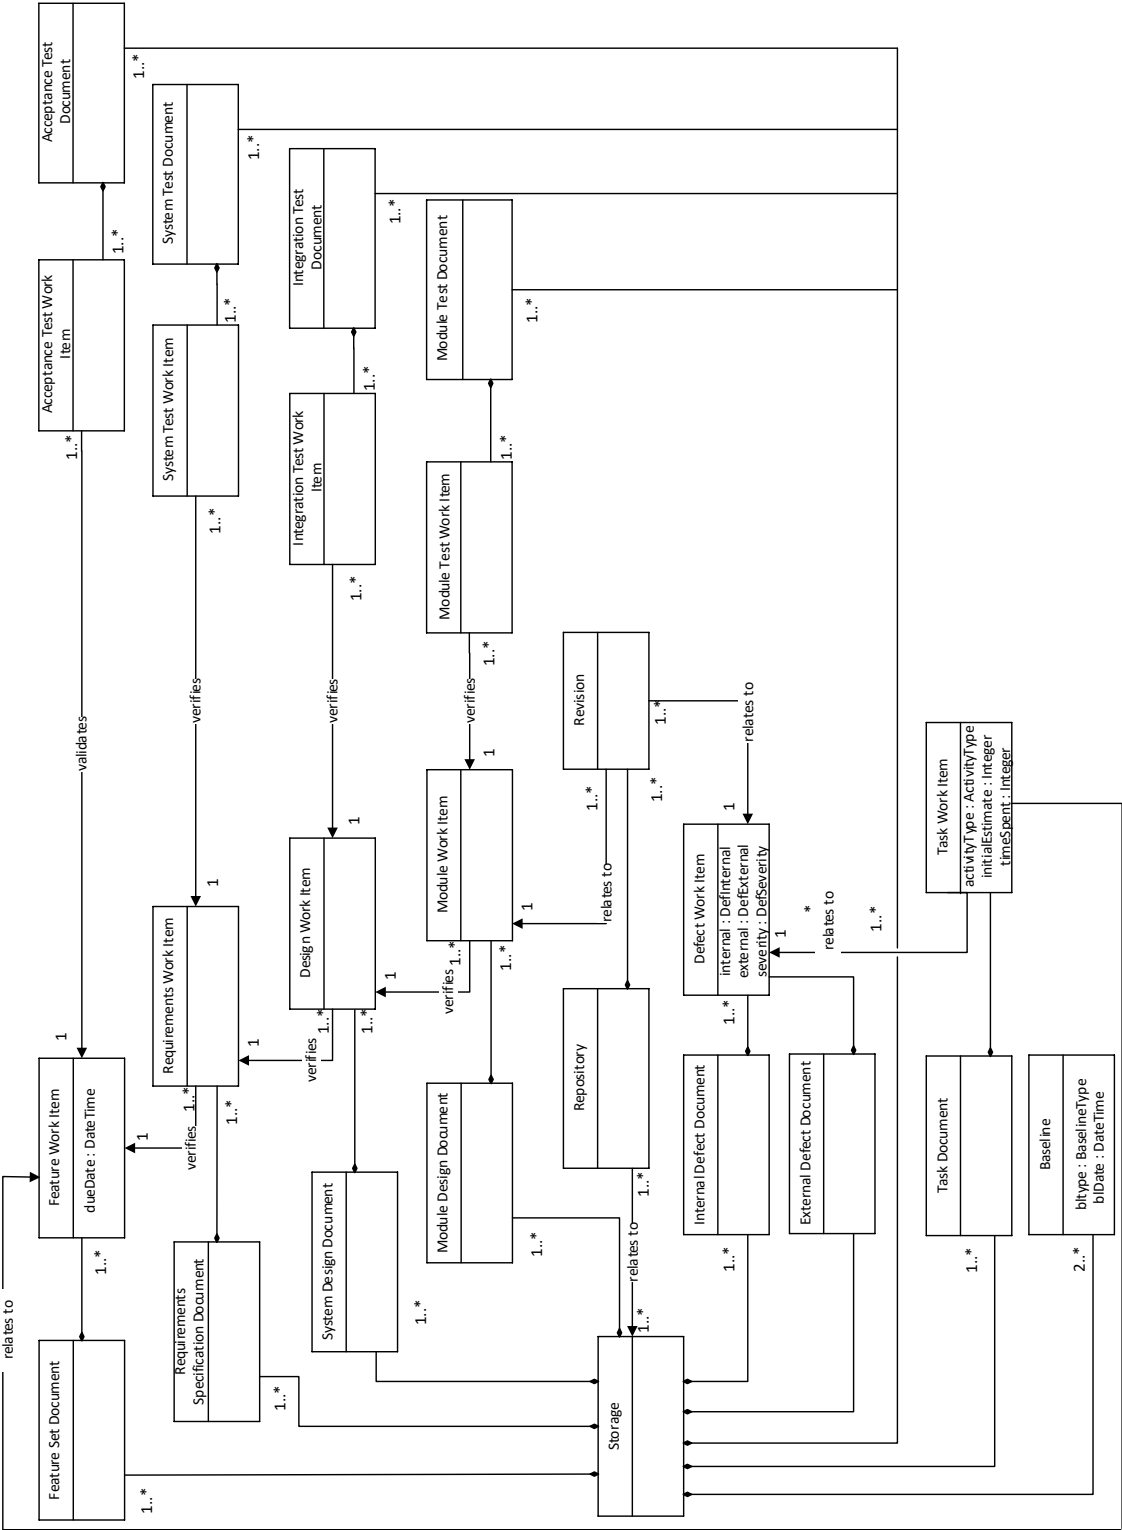 Acceptance Test
Document
1..*
1..*
Acceptance Test Work
Item
1..*
validates
1
Feature Work Item
dueDate : DateTime
1..*
Feature Set Document
1..*
relates to
System Test Document
1..*
1..*
System Test Work Item
1..*
verifies
1
Requirements Work Item
1..*
1
verifies
1..*
Requirements
Specification Document
1..*
Integration Test
Document
1..*
1..*
Integration Test Work
Item
1..*
verifies
1
Design Work Item
1..*
1
verifies
1..*
System Design Document
1..*
Module Test Document
1..*
1..*
Module Test Work Item
1..*
verifies
1
Module Work Item
1..*
1
verifies
1..*
Module Design Document
1..*
Revision
1..*
1..*
1..*
relates to
1
relates to
1
Repository
1..*
relates to
1..*
Storage
Defect Work Item
internal : DefInternal
external : DefExternal
severity : DefSeverity
1..*
Internal Defect Document
1..*
External Defect Document
1
*
relates to
1..*
Task Work Item
activityType : ActivityType
initialEstimate : Integer
timeSpent : Integer
Task Document
1..*
Baseline
bltype : BaselineType
blDate : DateTime
2..*